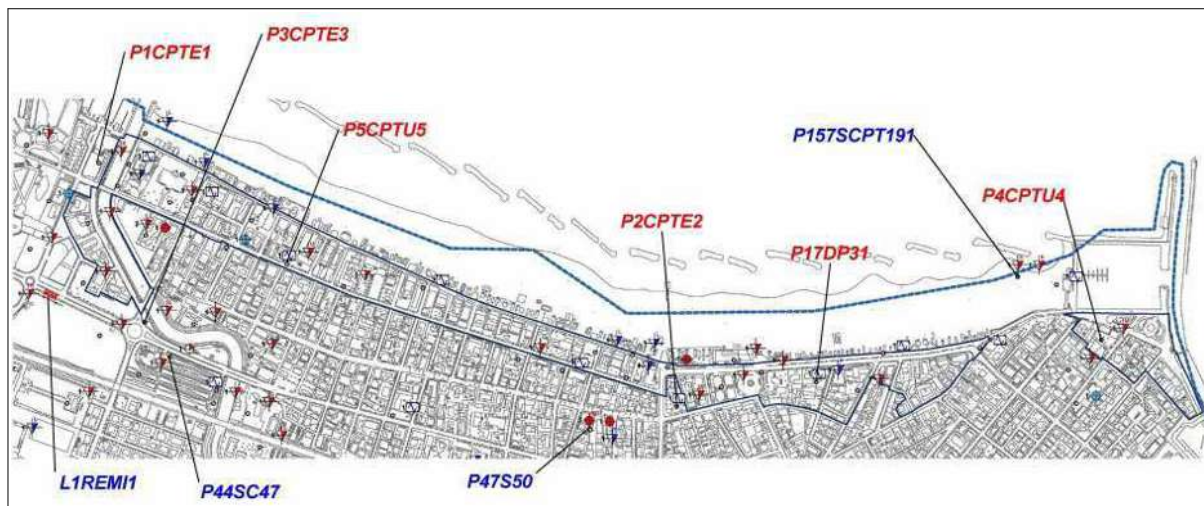 P3CPTE3
P1CPTE1
P5CPTU5
P157SCPT191
P4CPTU4
P2CPTE2
P17DP31
L1REMI1
P44SC47
P47S50